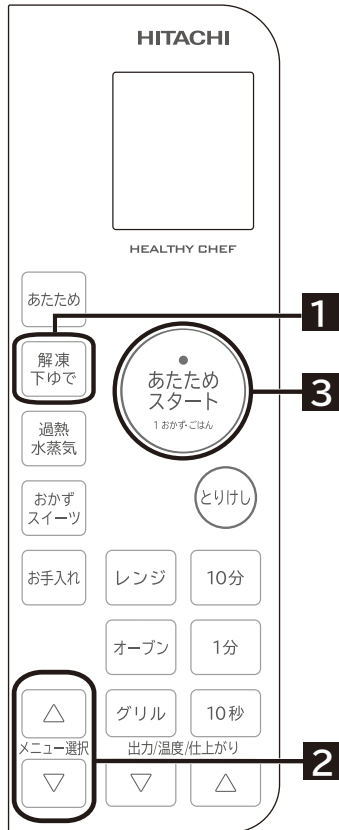 HITACHI
HEALTHY CHEF
あたため
1
解凍
下ゆで
あたため
スタート
1 おかず・ごはん
3
過熱
水蒸気
おかず
スイーツ
とりけし
お手入れ
レンジ
10分
オーブン
1分
△
グリル
10秒
メニュー選択
出力/温度/仕上がり
2
▽
▽
△